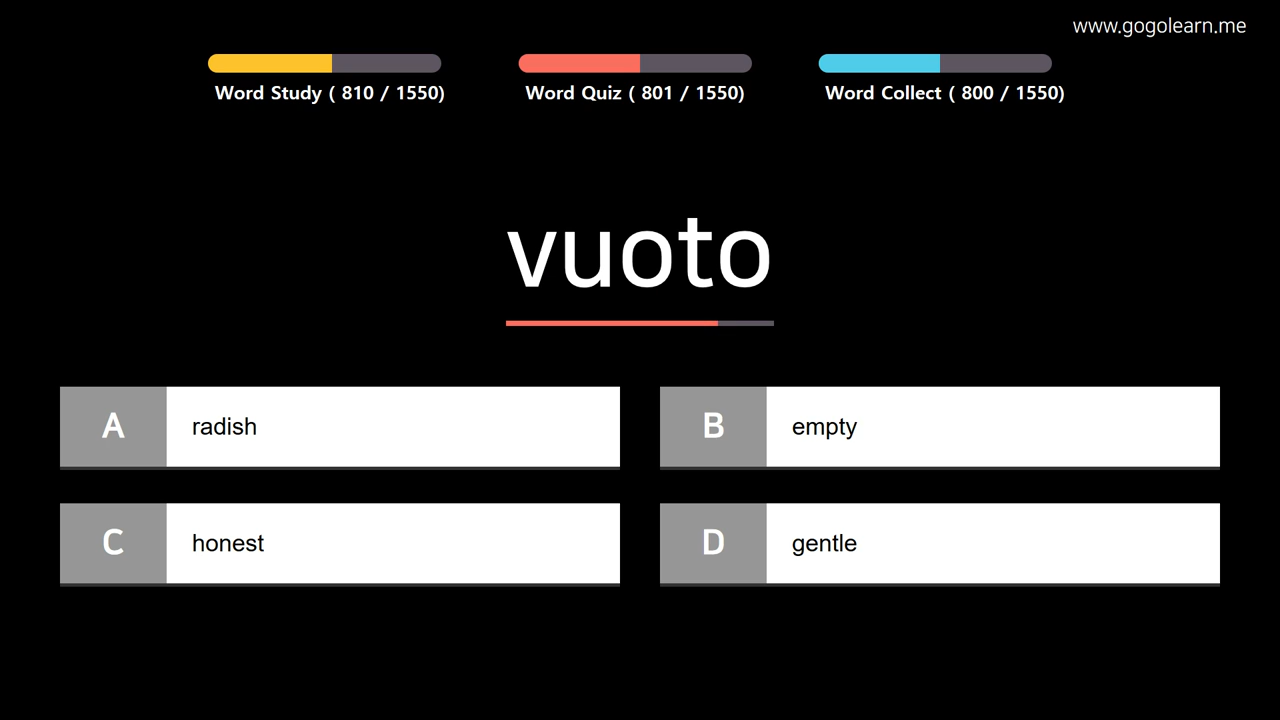 www.gogolearn.me
Word Study ( 810 / 1550)
Word Quiz ( 801 / 1550)
Word Collect ( 800 / 1550)
vuoto
A radish
B empty
C honest
D gentle